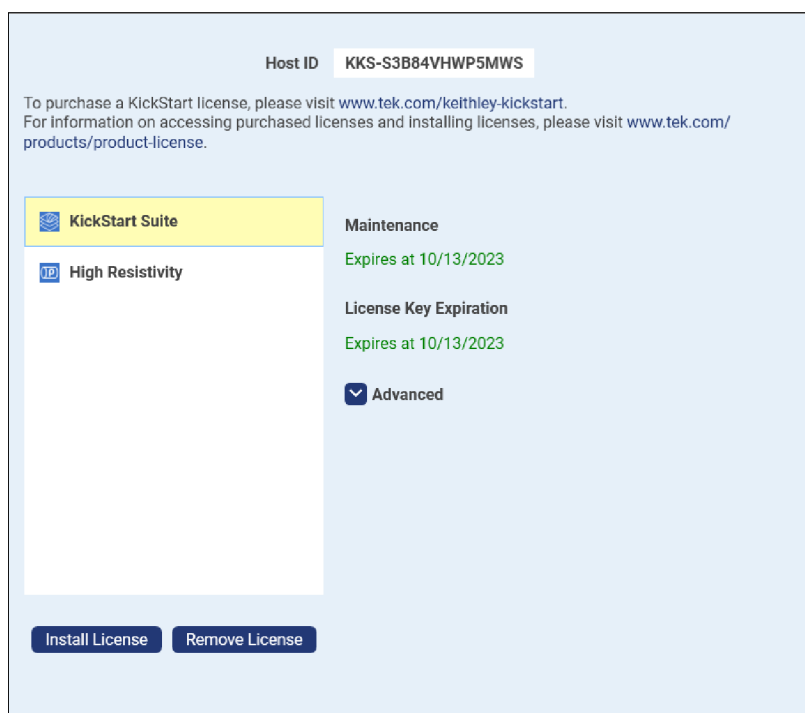 Host ID KKS-S3B84VHWP5MWS
To purchase a KickStart license, please visit www.tek.com/keithley-kickstart.
For information on accessing purchased licenses and installing licenses, please visit www.tek.com/
products/product-license.
KickStart Suite
High Resistivity
Maintenance
Expires at 10/13/2023
License Key Expiration
Expires at 10/13/2023
Advanced
Install License Remove License